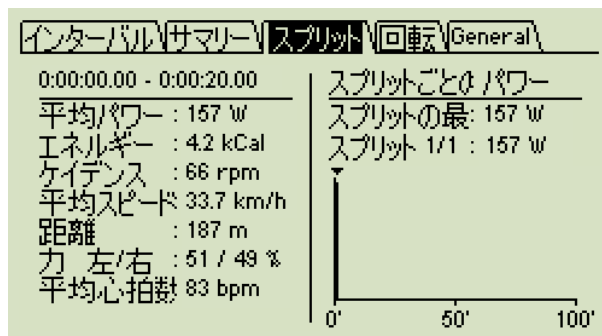 インターバル サマリー スプリット 回転 General
0:00:00.00 - 0:00:20.00
平均パワー : 157 W
エネルギー : 4.2 kCal
ケイデンス : 66 rpm
平均スピード: 33.7 km/h
距離 : 187 m
力 左/右 : 51 / 49 %
平均心拍数 83 bpm
スプリットごとの パワー
スプリットの最: 157 W
スプリット 1/1 : 157 W
0' 50' 100'